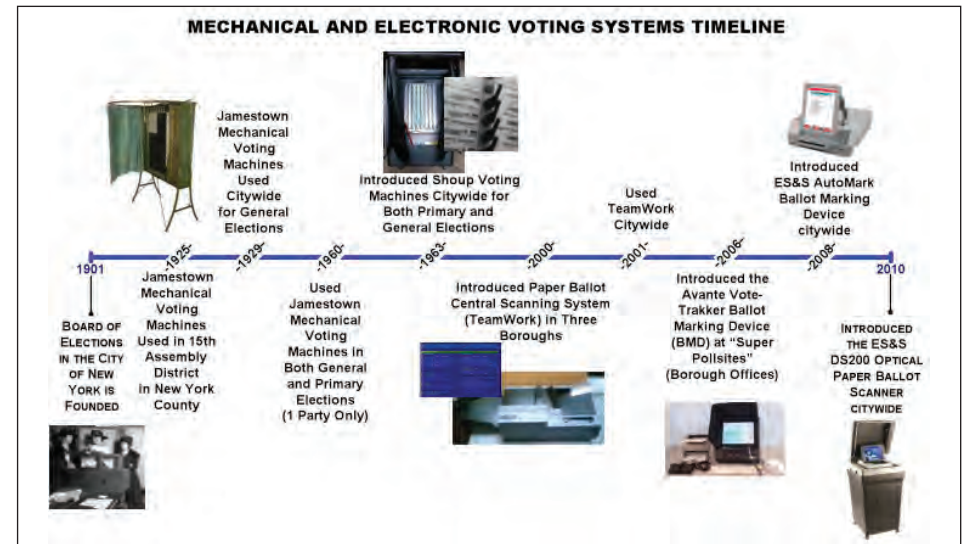 MECHANICAL AND ELECTRONIC VOTING SYSTEMS TIMELINE
Jamestown
Mechanical
Voting
Machines
Used
Citywide
for General
Elections
Introduced Shoup Voting
Machines Citywide for
Both Primary and
General Elections
Used
TeamWork
Citywide
Introduced
ES&S AutoMark
Ballot Marking
Device
citywide
1901
-1925-
-1929-
-1960-
-1963-
-2000-
-2001-
-2006-
-2008-
2010
BOARD OF
ELECTIONS
IN THE CITY
OF NEW
YORK IS
FOUNDED
Jamestown
Mechanical
Voting
Machines
Used in 15th
Assembly
District
in New York
County
Used
Jamestown
Mechanical
Voting
Machines in
Both General
and Primary
Elections
(1 Party Only)
Introduced Paper Ballot
Central Scanning System
(TeamWork) in Three
Boroughs
Introduced the
Avante Vote-
Trakker Ballot
Marking Device
(BMD) at “Super
Pollsites”
(Borough Offices)
INTRODUCED
THE ES&S
DS200 OPTICAL
PAPER BALLOT
SCANNER
CITYWIDE